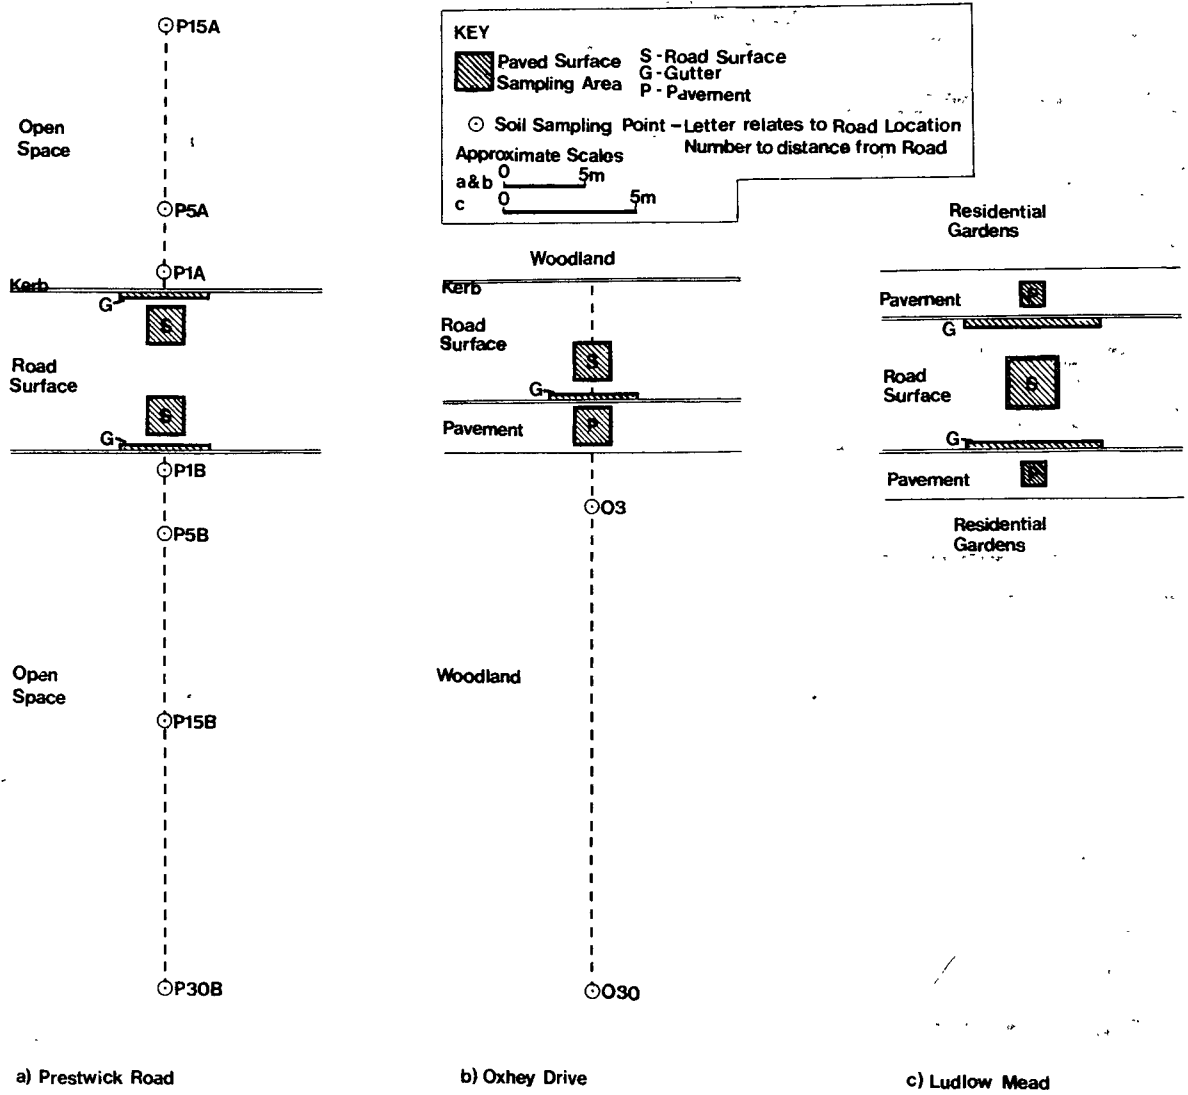 P15A
Open
Space
P5A
P1A
Kerb
G
S
Road
Surface
S
G
P1B
P5B
Open
Space
P15B
P30B
a) Prestwick Road
KEY
Paved Surface
Sampling Area
S - Road Surface
G - Gutter
P - Pavement
Soil Sampling Point - Letter relates to Road Location
Number to distance from Road
Approximate Scales
a & b 0 5m
c 0 5m
Woodland
Kerb
Road
Surface
S
G
Pavement
P
O3
Woodland
O30
b) Oxhey Drive
Residential
Gardens
Pavement
P
G
Road
Surface
S
G
Pavement
P
Residential
Gardens
c) Ludlow Mead